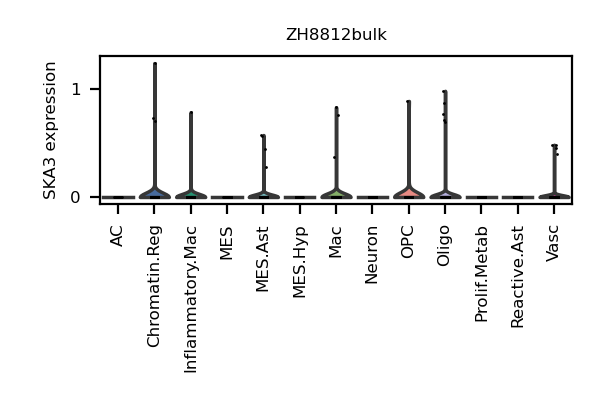 ZH8812bulk
SKA3 expression
1
0
AC
Chromatin.Reg
Inflammatory.Mac
MES
MES.Ast
MES.Hyp
Mac
Neuron
OPC
Oligo
Prolif.Metab
Reactive.Ast
Vasc